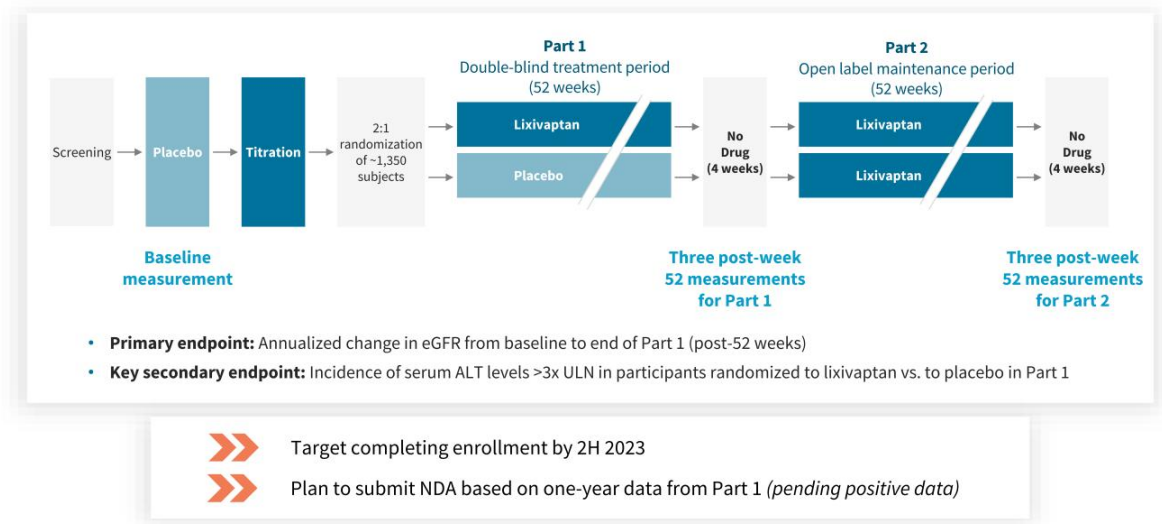 Part 1
Double-blind treatment period
(52 weeks)
Part 2
Open label maintenance period
(52 weeks)
Screening
Placebo
Titration
2:1
randomization
of ~1,350
subjects
Lixivaptan
Placebo
No
Drug
(4 weeks)
Lixivaptan
Lixivaptan
No
Drug
(4 weeks)
Baseline
measurement
Three post-week
52 measurements
for Part 1
Three post-week
52 measurements
for Part 2
• Primary endpoint: Annualized change in eGFR from baseline to end of Part 1 (post-52 weeks)
• Key secondary endpoint: Incidence of serum ALT levels >3x ULN in participants randomized to lixivaptan vs. to placebo in Part 1
Target completing enrollment by 2H 2023
Plan to submit NDA based on one-year data from Part 1 (pending positive data)